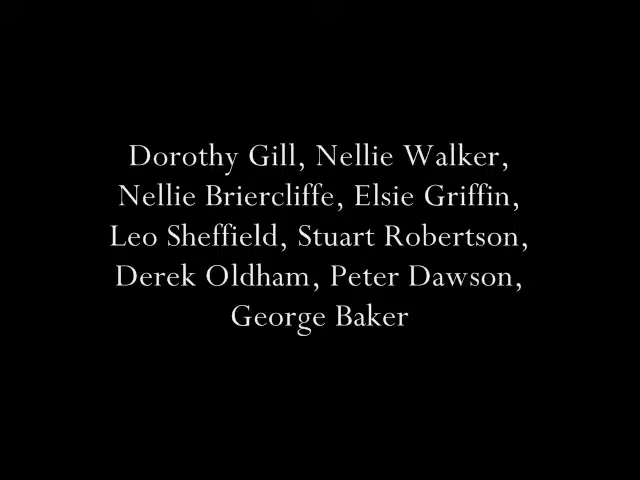 Dorothy Gill, Nellie Walker,
Nellie Briercliffe, Elsie Griffin,
Leo Sheffield, Stuart Robertson,
Derek Oldham, Peter Dawson,
George Baker